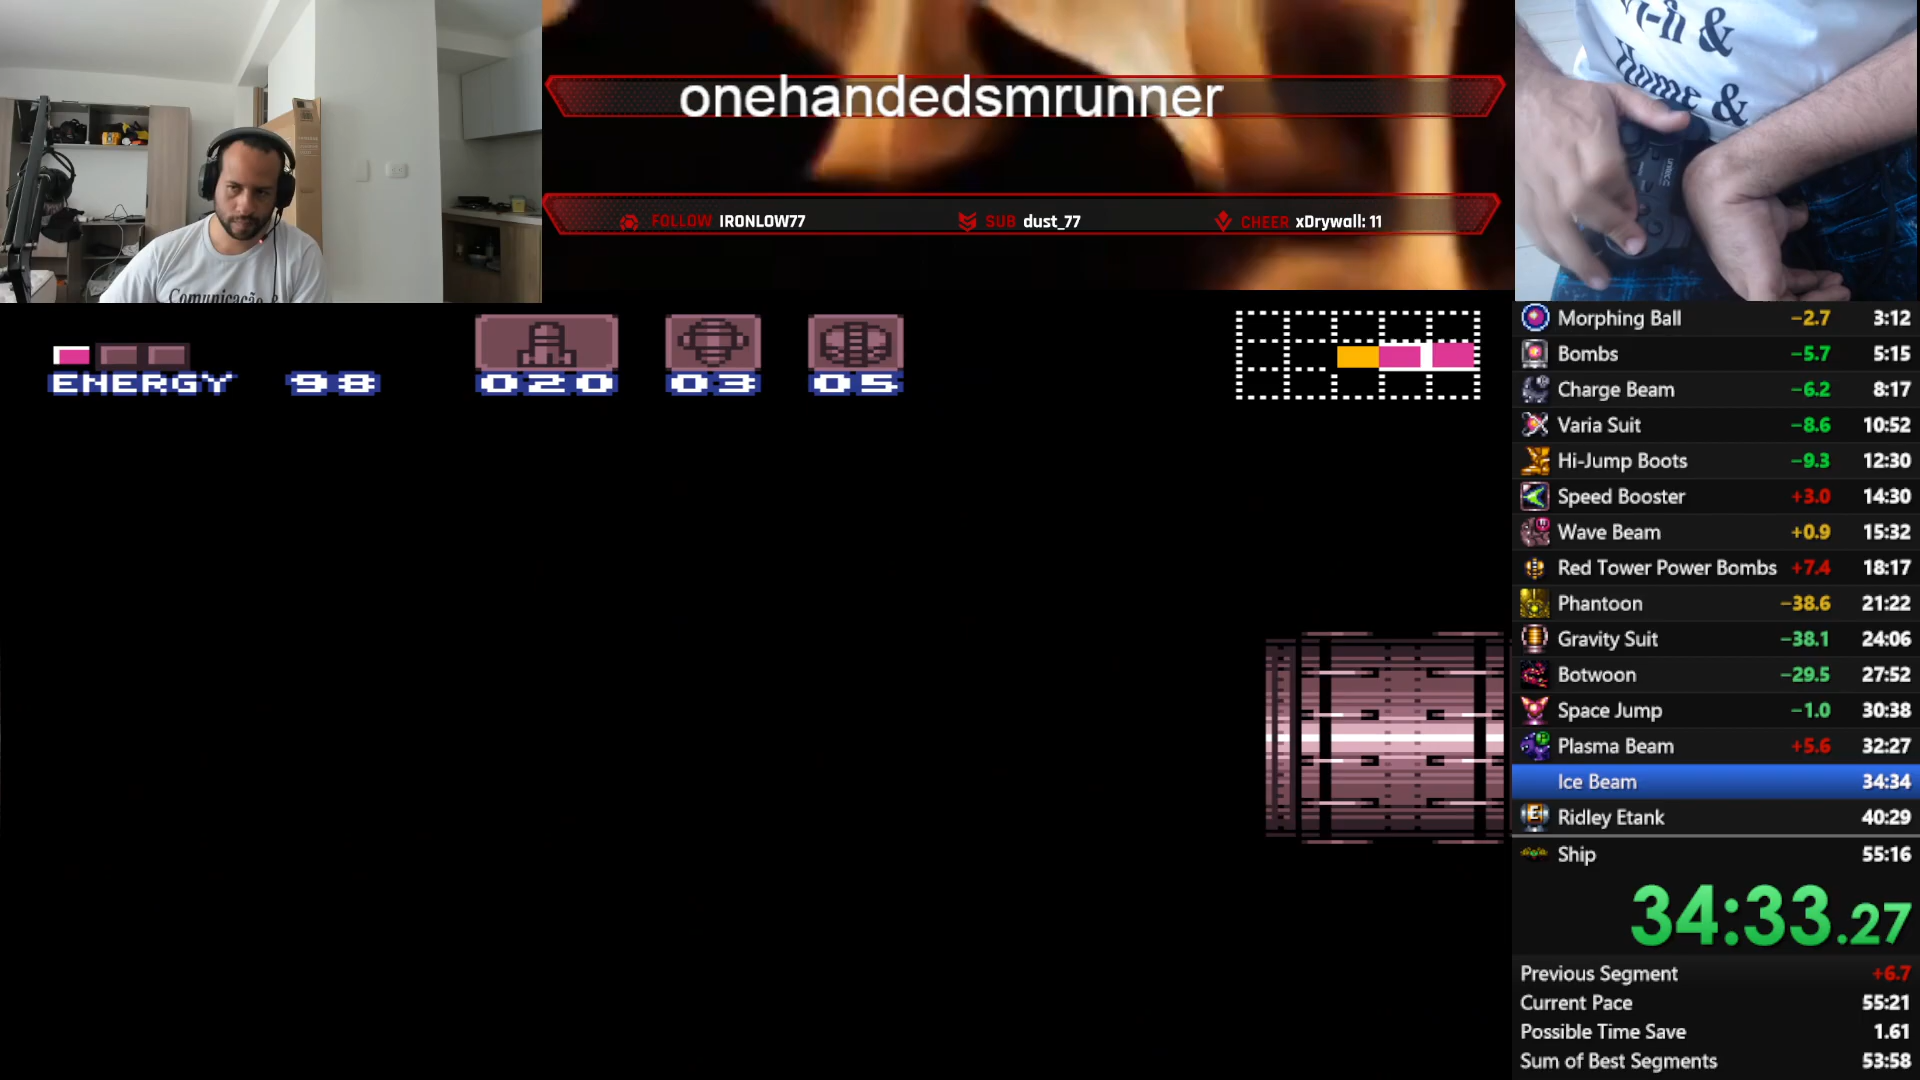 onehandedsmrunner
FOLLOW IRONLOW77
SUB dust_77
CHEER xDrywall: 11
Comunicação
&
Home &
ENERGY 98
020
03
05
Morphing Ball −2.7 3:12
Bombs −5.7 5:15
Charge Beam −6.2 8:17
Varia Suit −8.6 10:52
Hi-Jump Boots −9.3 12:30
Speed Booster +3.0 14:30
Wave Beam +0.9 15:32
Red Tower Power Bombs +7.4 18:17
Phantoon −38.6 21:22
Gravity Suit −38.1 24:06
Botwoon −29.5 27:52
Space Jump −1.0 30:38
Plasma Beam +5.6 32:27
Ice Beam 34:34
Ridley Etank 40:29
Ship 55:16
34:33.27
Previous Segment +6.7
Current Pace 55:21
Possible Time Save 1.61
Sum of Best Segments 53:58